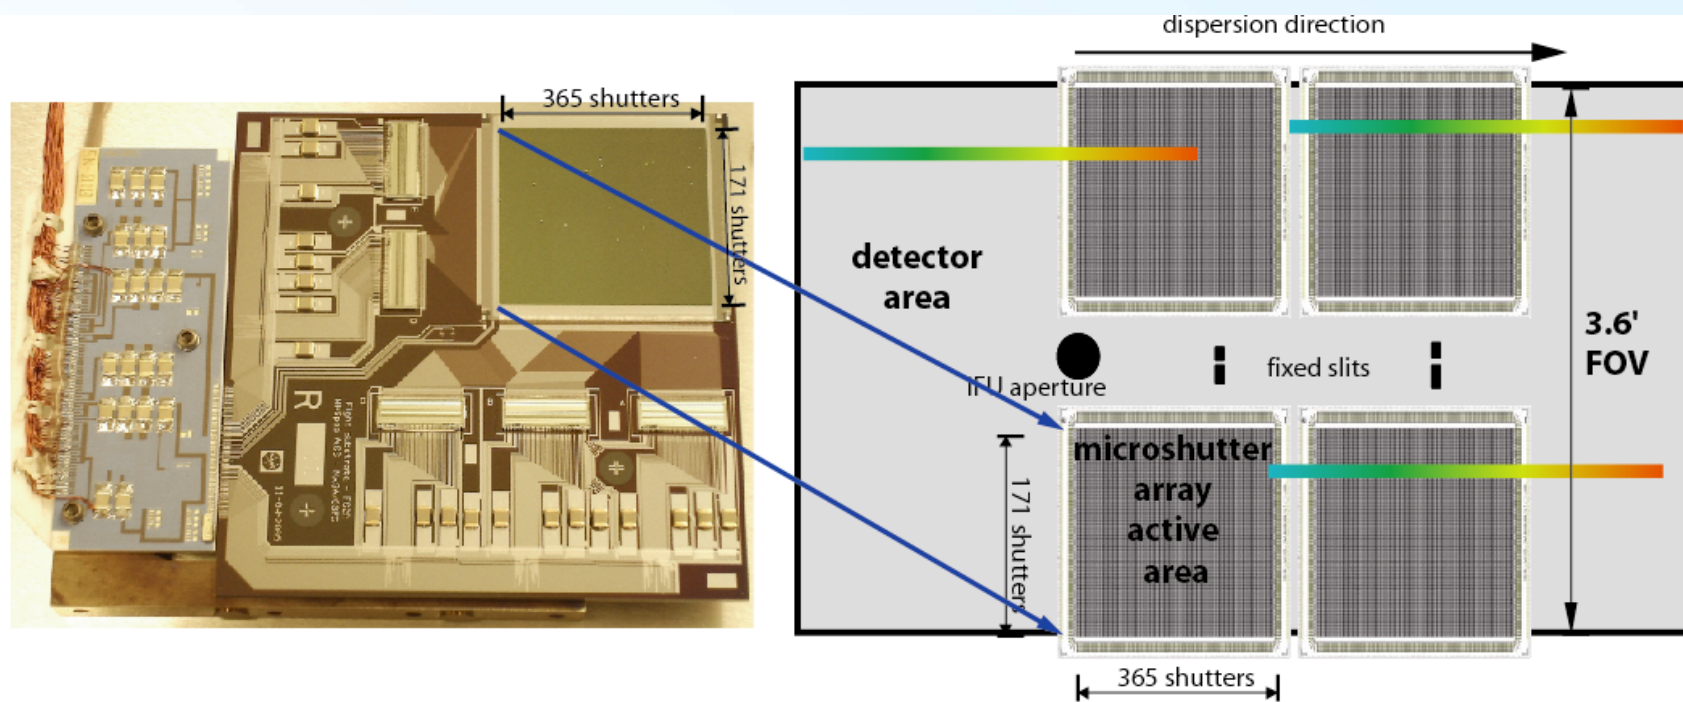 dispersion direction
365 shutters
171 shutters
R
detector
area
3.6'
FOV
IFU aperture
fixed slits
microshutter
array
active
area
171 shutters
365 shutters